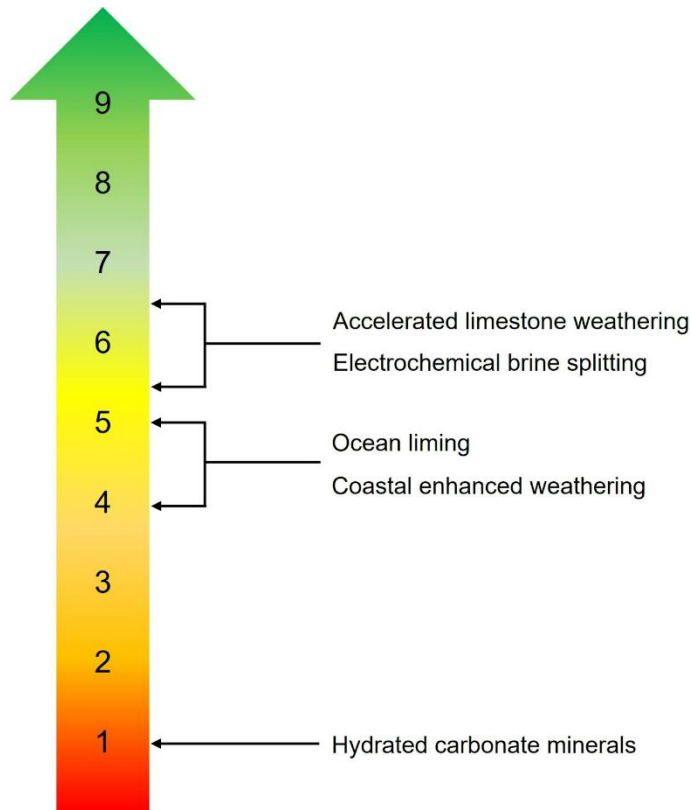 9
8
7
6
5
4
3
2
1
Accelerated limestone weathering
Electrochemical brine splitting
Ocean liming
Coastal enhanced weathering
Hydrated carbonate minerals